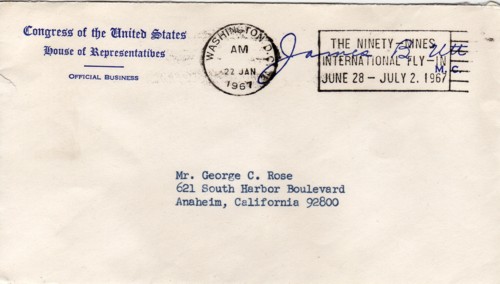 Congress of the United States
House of Representatives
OFFICIAL BUSINESS
WASHINGTON, D.C.
AM
22 JAN
1967
James B. Utt
M.C.
THE NINETY-NINES
INTERNATIONAL FLY-IN
JUNE 28 — JULY 2. 1967
Mr. George C. Rose
621 South Harbor Boulevard
Anaheim, California 92800